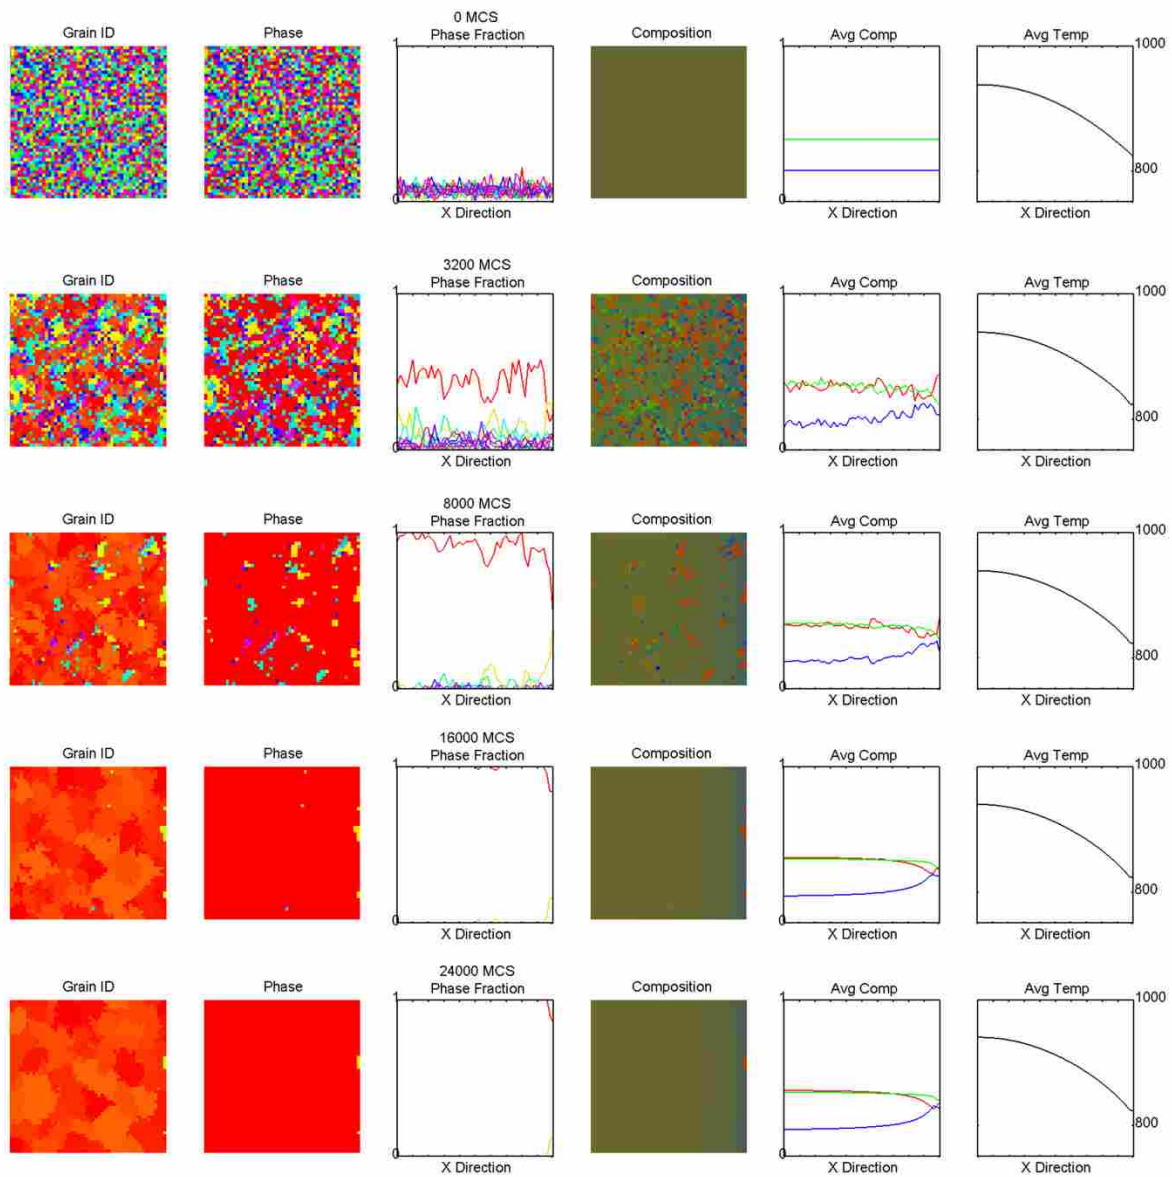 0 MCS
Grain ID Phase Phase Fraction Composition Avg Comp Avg Temp
1 1 1000
800
0 0
X Direction X Direction X Direction
3200 MCS
Grain ID Phase Phase Fraction Composition Avg Comp Avg Temp
1 1 1000
800
0 0
X Direction X Direction X Direction
8000 MCS
Grain ID Phase Phase Fraction Composition Avg Comp Avg Temp
1 1 1000
800
0 0
X Direction X Direction X Direction
16000 MCS
Grain ID Phase Phase Fraction Composition Avg Comp Avg Temp
1 1 1000
800
0 0
X Direction X Direction X Direction
24000 MCS
Grain ID Phase Phase Fraction Composition Avg Comp Avg Temp
1 1 1000
800
0 0
X Direction X Direction X Direction